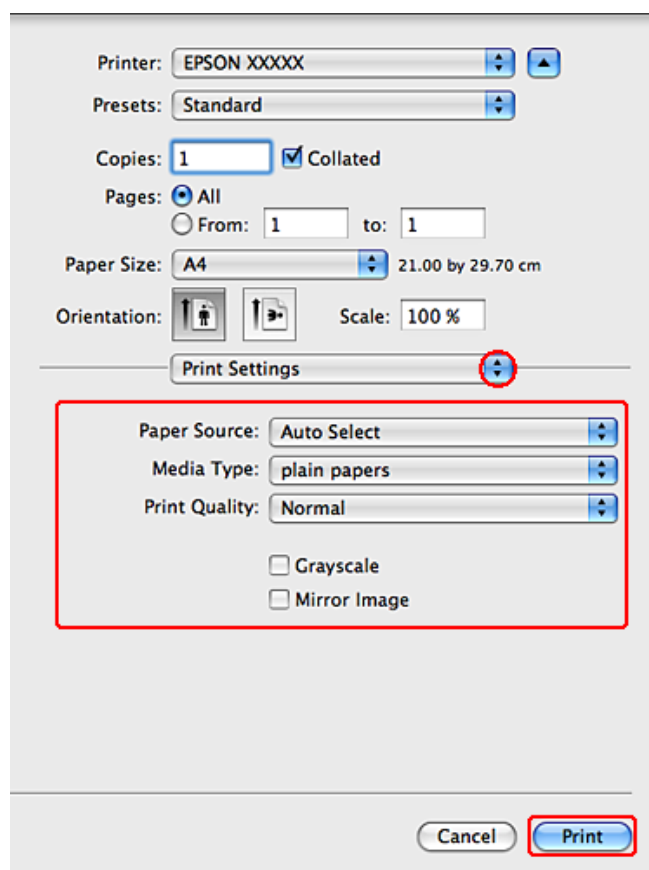 Printer: EPSON XXXXX
Presets: Standard
Copies: 1 Collated
Pages: All
From: 1 to: 1
Paper Size: A4 21.00 by 29.70 cm
Orientation: Scale: 100 %
Print Settings
Paper Source: Auto Select
Media Type: plain papers
Print Quality: Normal
Grayscale
Mirror Image
Cancel Print